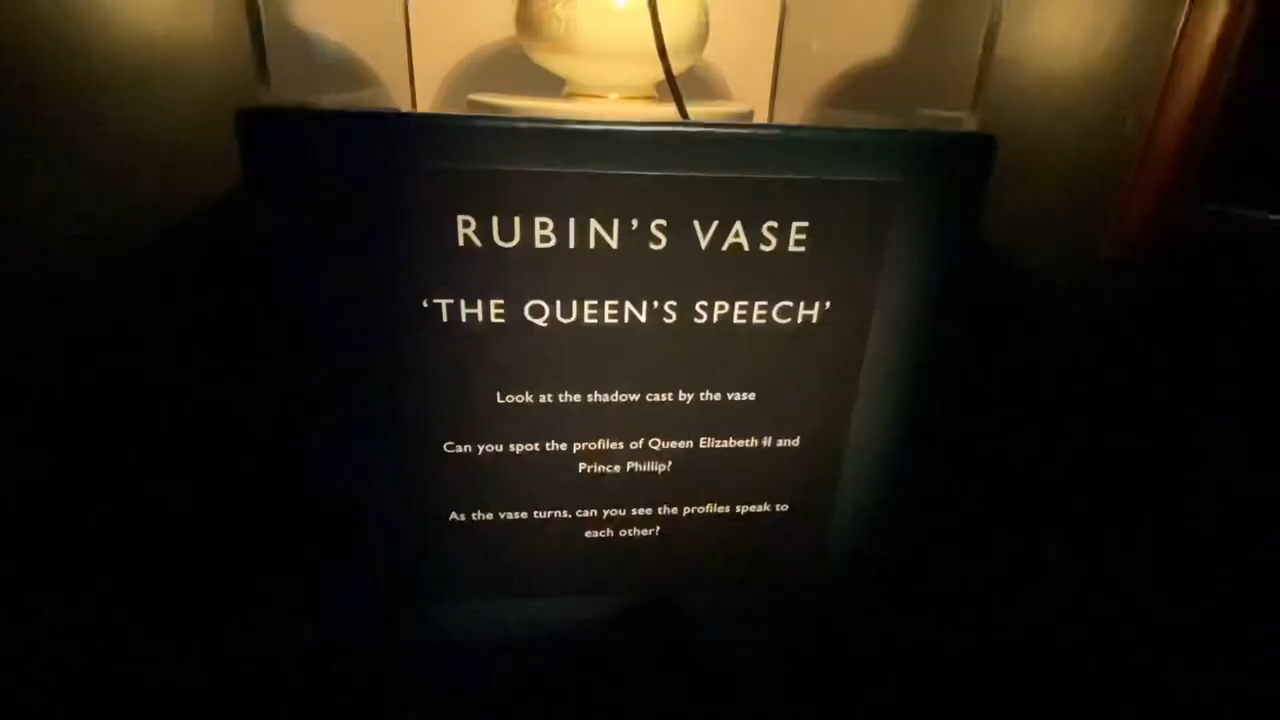 RUBIN'S VASE
'THE QUEEN'S SPEECH'
Look at the shadow cast by the vase
Can you spot the profiles of Queen Elizabeth II and
Prince Phillip?
As the vase turns, can you see the profiles speak to
each other?